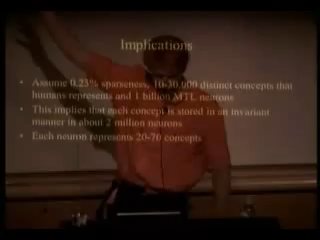 Implications
• Assume 0.23% sparseness, 10-30,000 distinct concepts that
humans represents and 1 billion MTL neurons
• This implies that each concept is stored in an invariant
manner in about 2 million neurons
• Each neuron represents 20-70 concepts